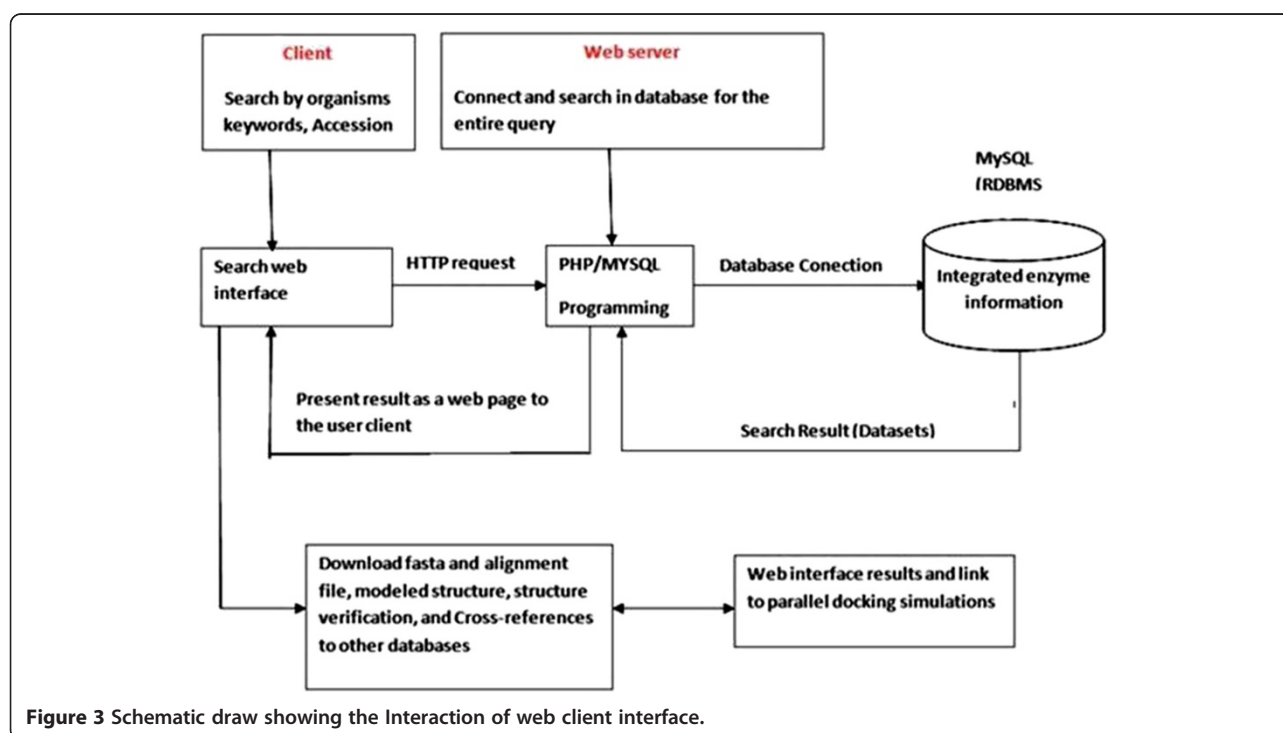 Client
Search by organisms
keywords, Accession
Web server
Connect and search in database for the
entire query
MySQL
(RDBMS
Search web
interface
HTTP request
PHP/MYSQL
Programming
Database Conection
Integrated enzyme
information
Present result as a web page to
the user client
Search Result (Datasets)
Download fasta and alignment
file, modeled structure, structure
verification, and Cross-references
to other databases
Web interface results and link
to parallel docking simulations
Figure 3 Schematic draw showing the Interaction of web client interface.